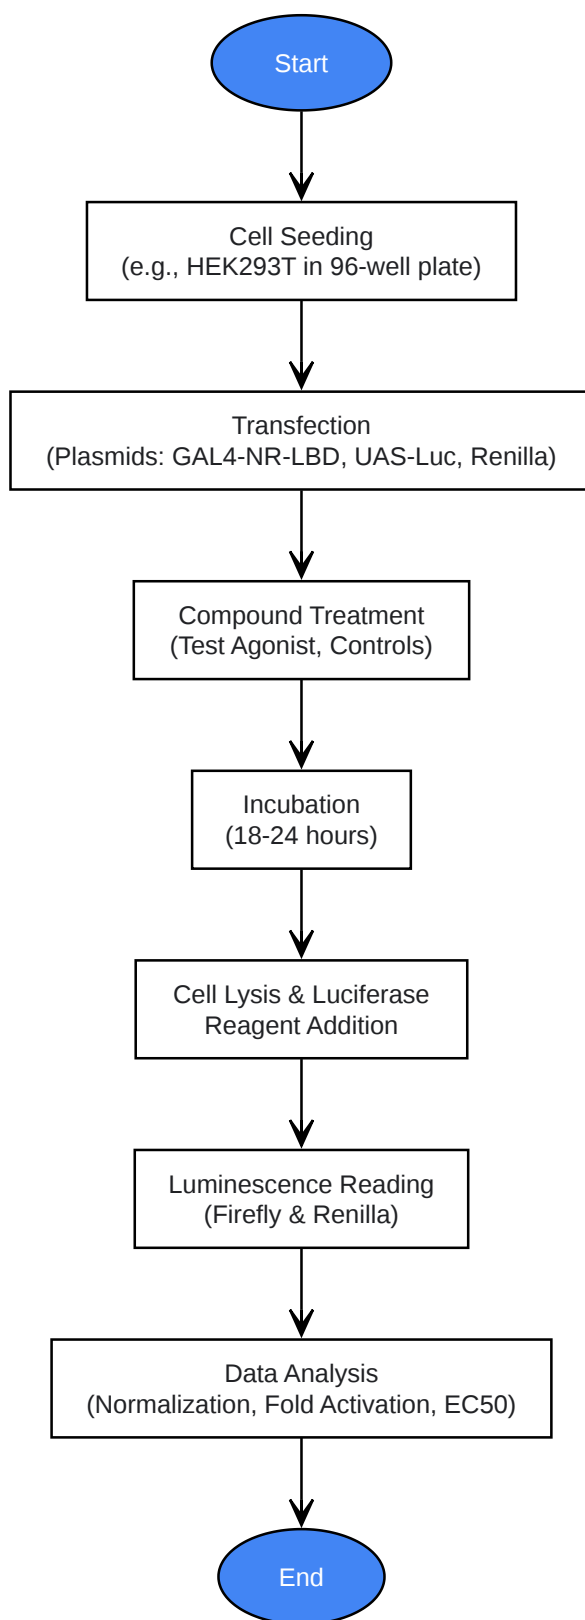 Start
Cell Seeding
(e.g., HEK293T in 96-well plate)
Transfection
(Plasmids: GAL4-NR-LBD, UAS-Luc, Renilla)
Compound Treatment
(Test Agonist, Controls)
Incubation
(18-24 hours)
Cell Lysis & Luciferase
Reagent Addition
Luminescence Reading
(Firefly & Renilla)
Data Analysis
(Normalization, Fold Activation, EC50)
End